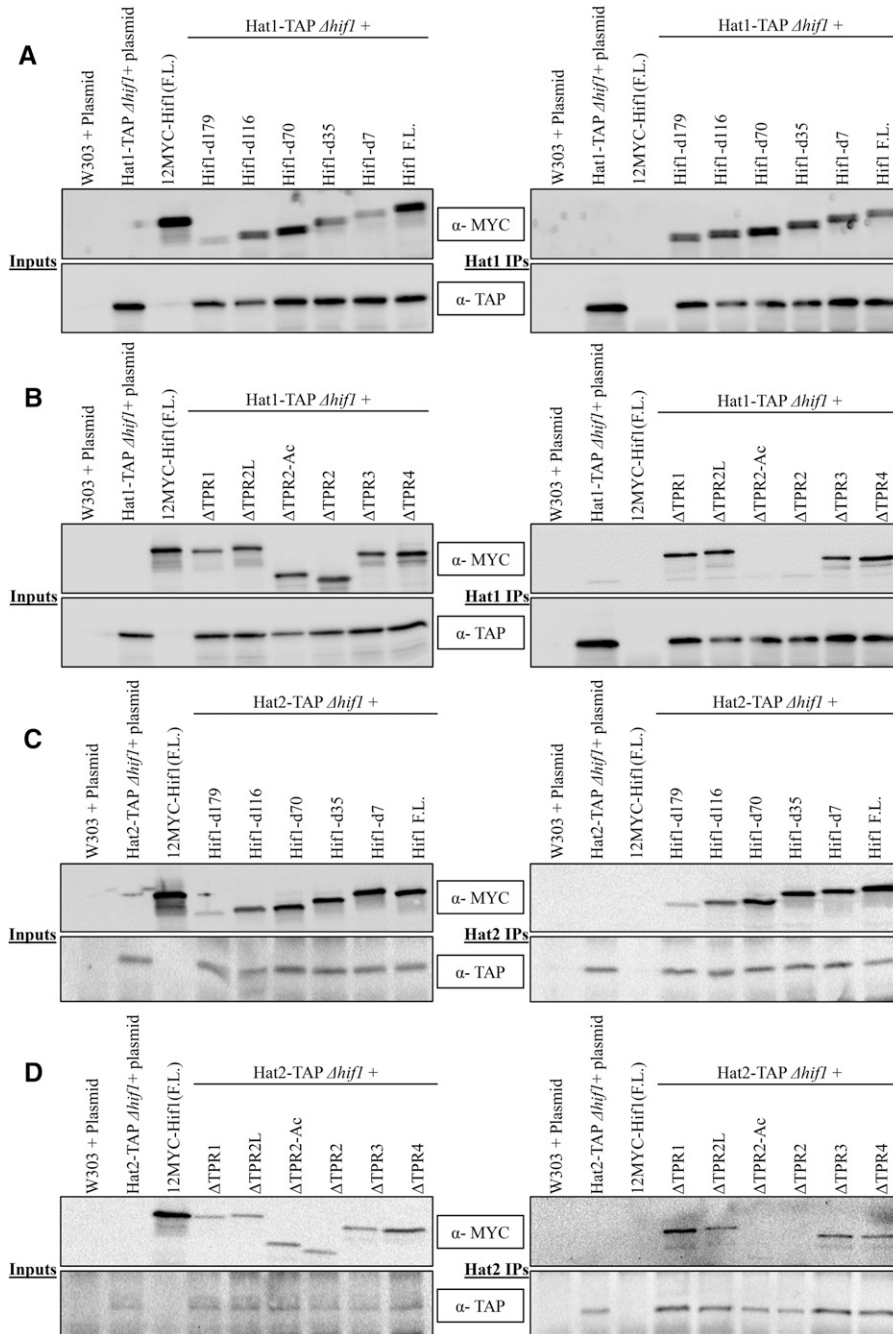 A
Hat1-TAP Δhif1 +
Hat1-TAP Δhif1 +
W303 + Plasmid
Hat1-TAP Δhif1+ plasmid
12MYC-Hif1(F.L.)
Hif1-d179
Hif1-d116
Hif1-d70
Hif1-d35
Hif1-d7
Hif1 F.L.
W303 + Plasmid
Hat1-TAP Δhif1+ plasmid
12MYC-Hif1(F.L.)
Hif1-d179
Hif1-d116
Hif1-d70
Hif1-d35
Hif1-d7
Hif1 F.L.
α- MYC
Inputs
Hat1 IPs
α- TAP
B
Hat1-TAP Δhif1 +
Hat1-TAP Δhif1 +
W303 + Plasmid
Hat1-TAP Δhif1+ plasmid
12MYC-Hif1(F.L.)
ΔTPR1
ΔTPR2L
ΔTPR2-Ac
ΔTPR2
ΔTPR3
ΔTPR4
W303 + Plasmid
Hat1-TAP Δhif1+ plasmid
12MYC-Hif1(F.L.)
ΔTPR1
ΔTPR2L
ΔTPR2-Ac
ΔTPR2
ΔTPR3
ΔTPR4
α- MYC
Inputs
Hat1 IPs
α- TAP
C
Hat2-TAP Δhif1 +
Hat2-TAP Δhif1 +
W303 + Plasmid
Hat2-TAP Δhif1+ plasmid
12MYC-Hif1(F.L.)
Hif1-d179
Hif1-d116
Hif1-d70
Hif1-d35
Hif1-d7
Hif1 F.L.
W303 + Plasmid
Hat2-TAP Δhif1+ plasmid
12MYC-Hif1(F.L.)
Hif1-d179
Hif1-d116
Hif1-d70
Hif1-d35
Hif1-d7
Hif1 F.L.
α- MYC
Inputs
Hat2 IPs
α- TAP
D
Hat2-TAP Δhif1 +
Hat2-TAP Δhif1 +
W303 + Plasmid
Hat2-TAP Δhif1+ plasmid
12MYC-Hif1(F.L.)
ΔTPR1
ΔTPR2L
ΔTPR2-Ac
ΔTPR2
ΔTPR3
ΔTPR4
W303 + Plasmid
Hat2-TAP Δhif1+ plasmid
12MYC-Hif1(F.L.)
ΔTPR1
ΔTPR2L
ΔTPR2-Ac
ΔTPR2
ΔTPR3
ΔTPR4
α- MYC
Inputs
Hat2 IPs
α- TAP